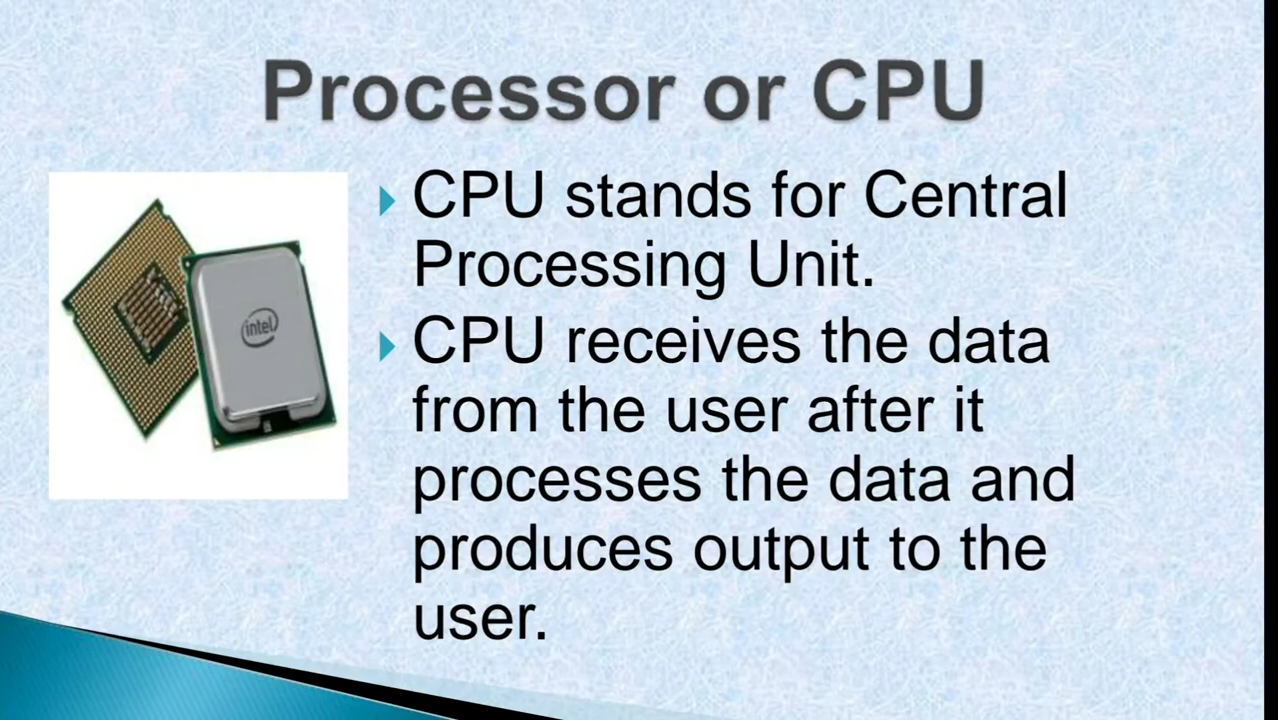 Processor or CPU
CPU stands for Central
Processing Unit.
CPU receives the data
from the user after it
processes the data and
produces output to the
user.
intel